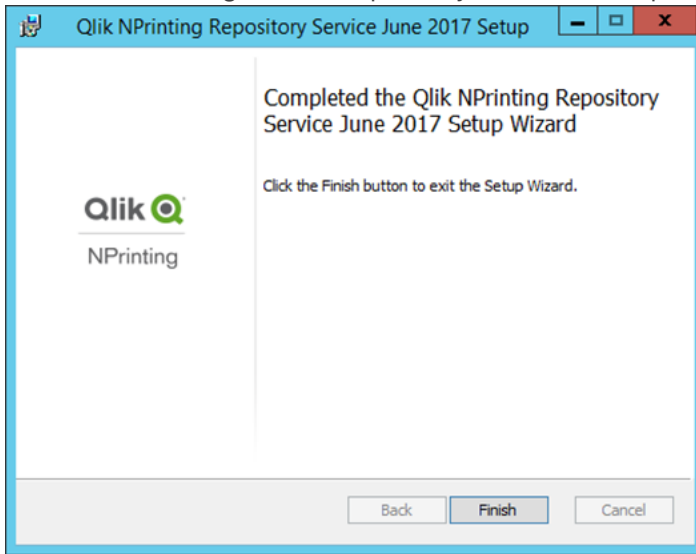 Qlik NPrinting Repository Service June 2017 Setup
Completed the Qlik NPrinting Repository
Service June 2017 Setup Wizard
Click the Finish button to exit the Setup Wizard.
Qlik
NPrinting
Back Finish Cancel